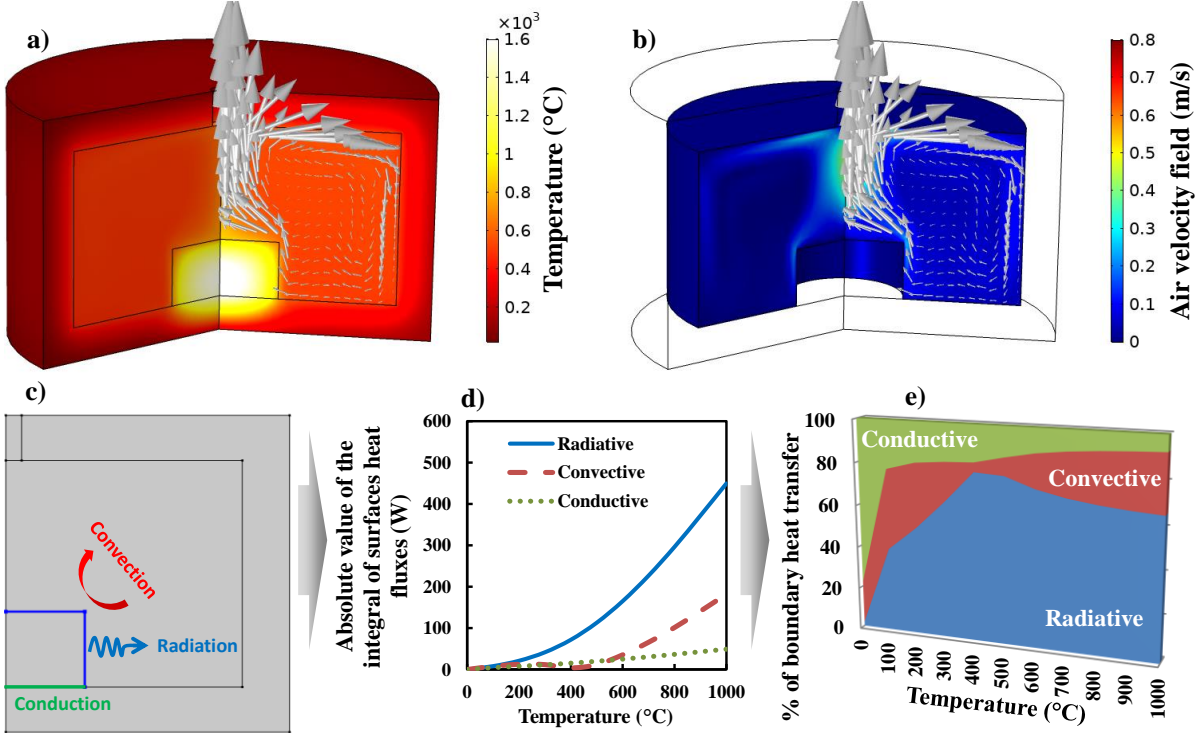 a)
×10³
1.6
1.4
1.2
1
0.8
0.6
0.4
0.2
Temperature (°C)
b)
0.8
0.7
0.6
0.5
0.4
0.3
0.2
0.1
0
Air velocity field (m/s)
c)
Convection
Radiation
Conduction
Absolute value of the
integral of surfaces heat
fluxes (W)
d)
600
500
400
300
200
100
0
Radiative
Convective
Conductive
0
200
400
600
800
1000
Temperature (°C)
% of boundary heat transfer
e)
100
80
60
40
20
0
Conductive
Convective
Radiative
0
100
200
300
400
500
600
700
800
900
1000
Temperature (°C)